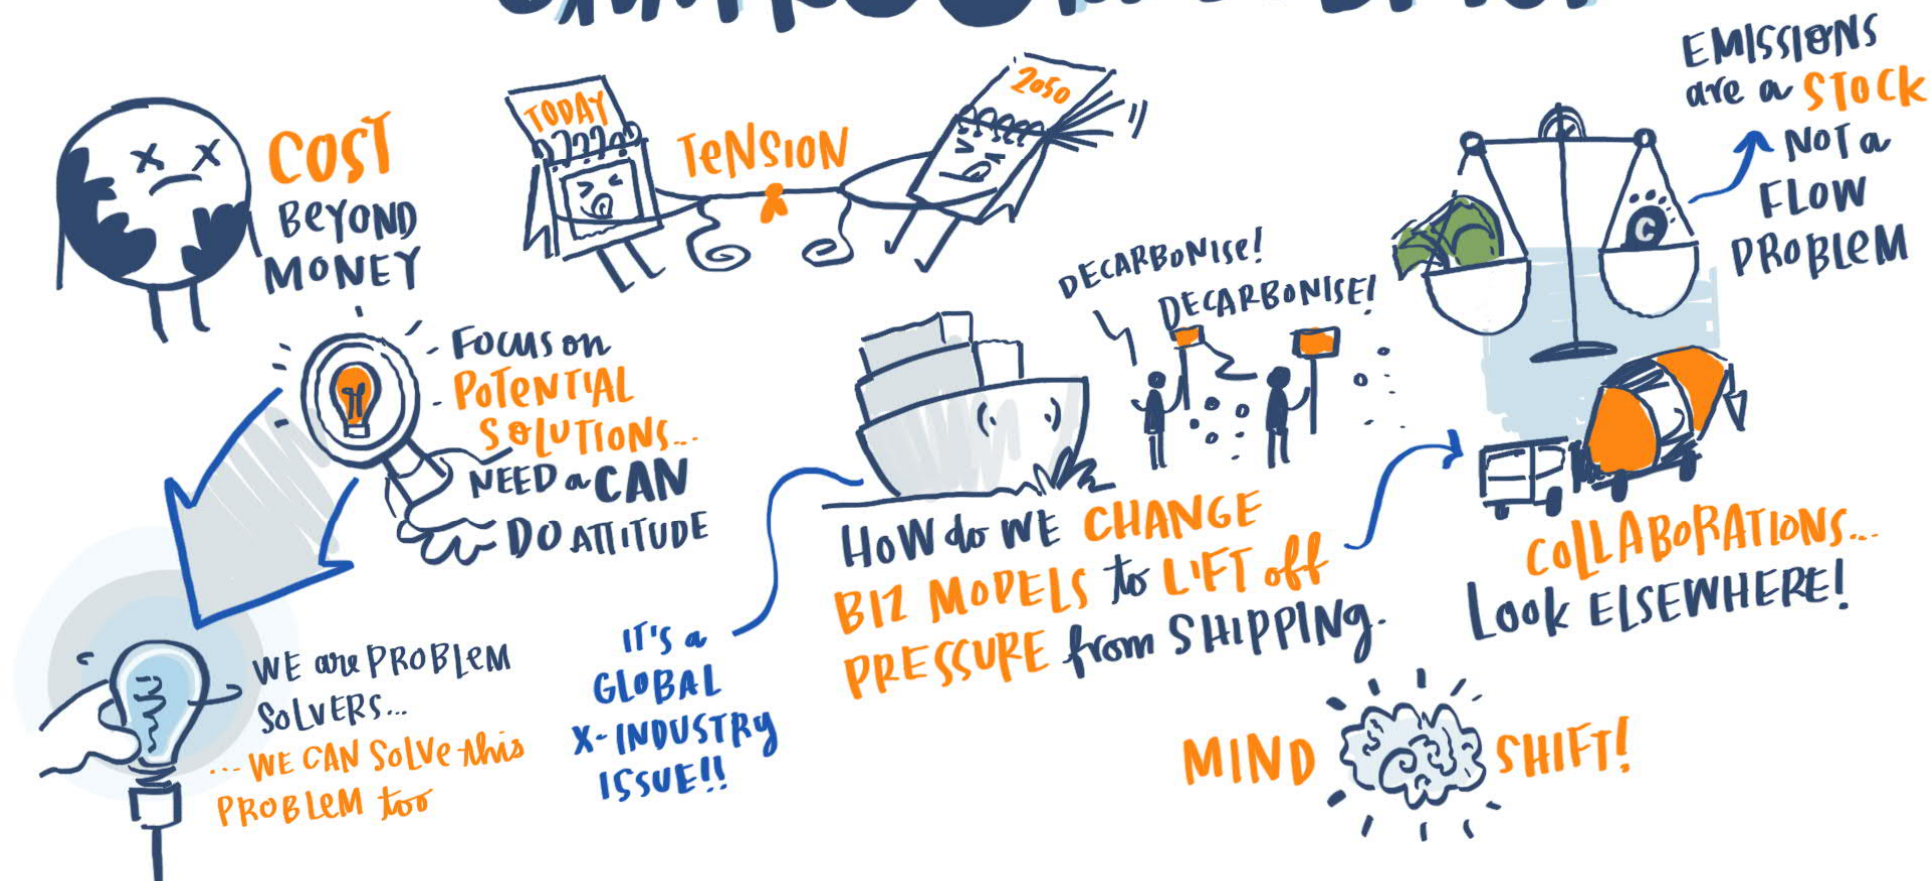 COST
BEYOND
MONEY
TODAY
TENSION
2050
EMISSIONS
are a STOCK
NOT a
FLOW
PROBLEM
C
- FOCUS on
- POTENTIAL
SOLUTIONS...
NEED a CAN
DO ATTITUDE
DECARBONISE!
DECARBONISE!
WE are PROBLEM
SOLVERS...
... WE CAN SOLVE this
PROBLEM too
IT'S a
GLOBAL
X-INDUSTRY
ISSUE!!
HOW do WE CHANGE
BIZ MODELS to LIFT off
PRESSURE from SHIPPING.
COLLABORATIONS...
LOOK ELSEWHERE!
MIND SHIFT!